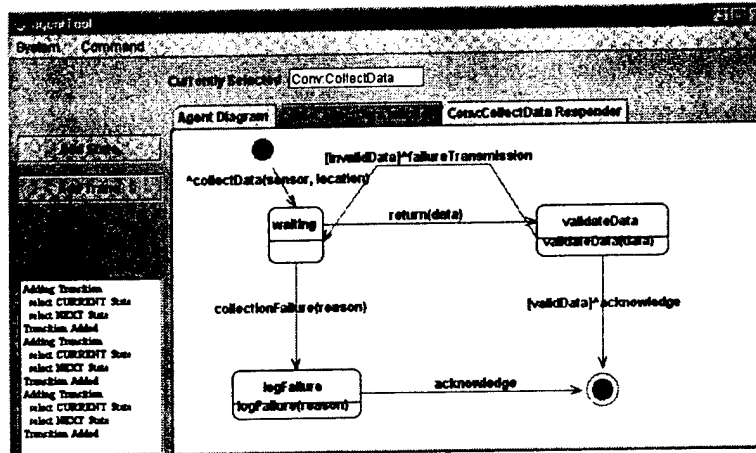 agentTool
System Command
Currently Selected: Conv:CollectData
Agent Diagram
Conv:CollectData Responder
[invalidData]^failureTransmission
^collectData(sensor, location)
waiting
return(data)
validateData
validateData(data)
Adding Transition
select CURRENT State
select NEXT State
Transition Added
Adding Transition
select CURRENT State
select NEXT State
Transition Added
Adding Transition
select CURRENT State
select NEXT State
Transition Added
collectionFailure(reason)
[validData]^acknowledge
logFailure
logFailure(reason)
acknowledge